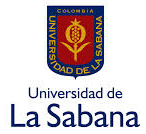 COLOMBIA
UNIVERSIDAD DE LA SABANA
Universidad de
La Sabana